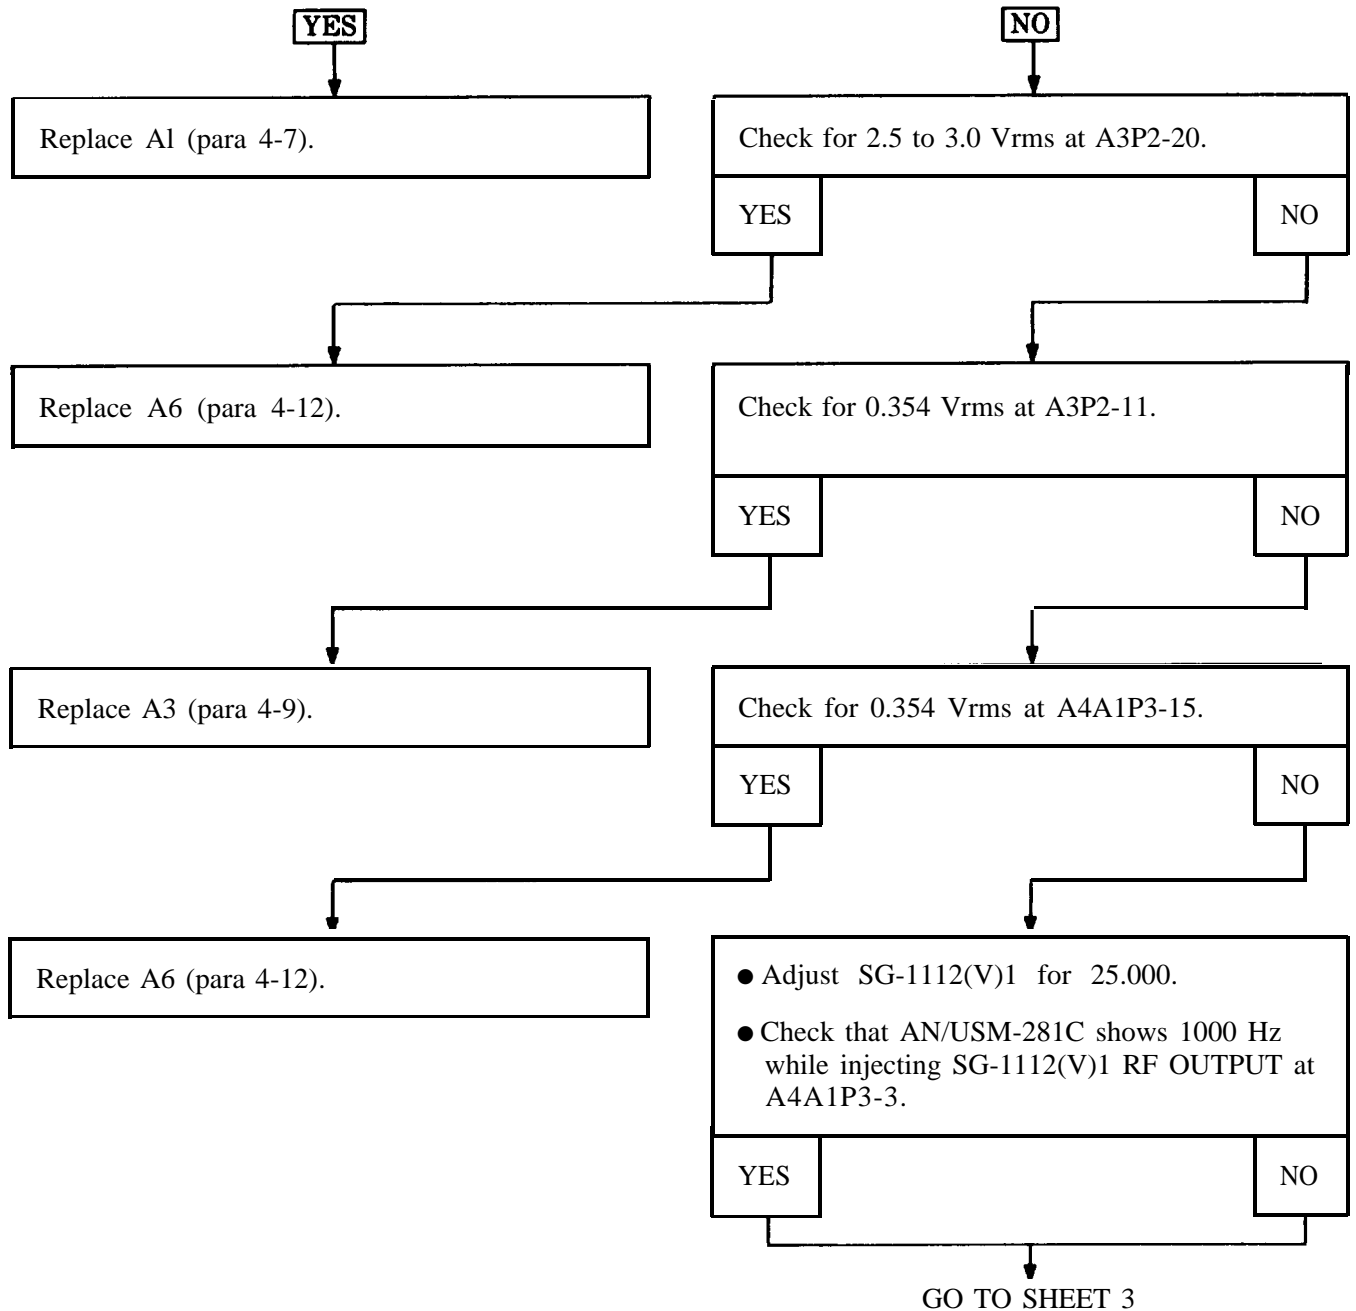 YES
NO
Replace Al (para 4-7).
Check for 2.5 to 3.0 Vrms at A3P2-20.
YES
NO
Replace A6 (para 4-12).
Check for 0.354 Vrms at A3P2-11.
YES
NO
Replace A3 (para 4-9).
Check for 0.354 Vrms at A4A1P3-15.
YES
NO
Replace A6 (para 4-12).
● Adjust SG-1112(V)1 for 25.000.
● Check that AN/USM-281C shows 1000 Hz
while injecting SG-1112(V)1 RF OUTPUT at
A4A1P3-3.
YES
NO
GO TO SHEET 3